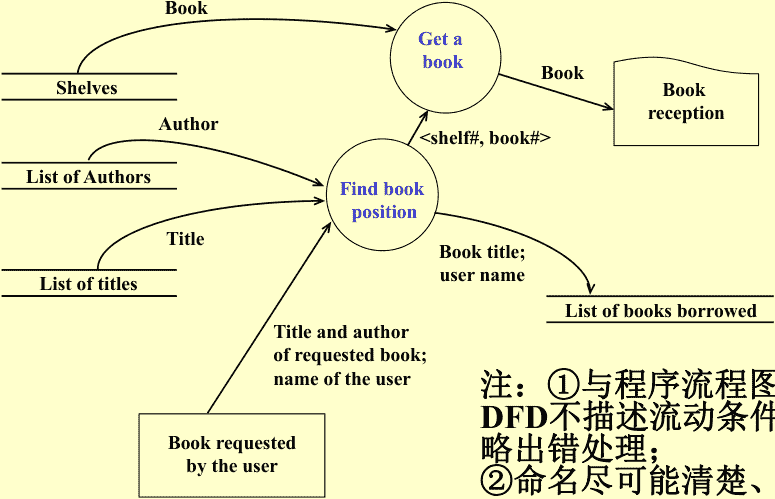 Book
Get a
book
Shelves
Book
Book
reception
Author
<shelf#, book#>
List of Authors
Find book
position
Title
List of titles
Book title;
user name
List of books borrowed
Title and author
of requested book;
name of the user
Book requested
by the user
注：①与程序流程图
DFD不描述流动条件
略出错处理；
②命名尽可能清楚、